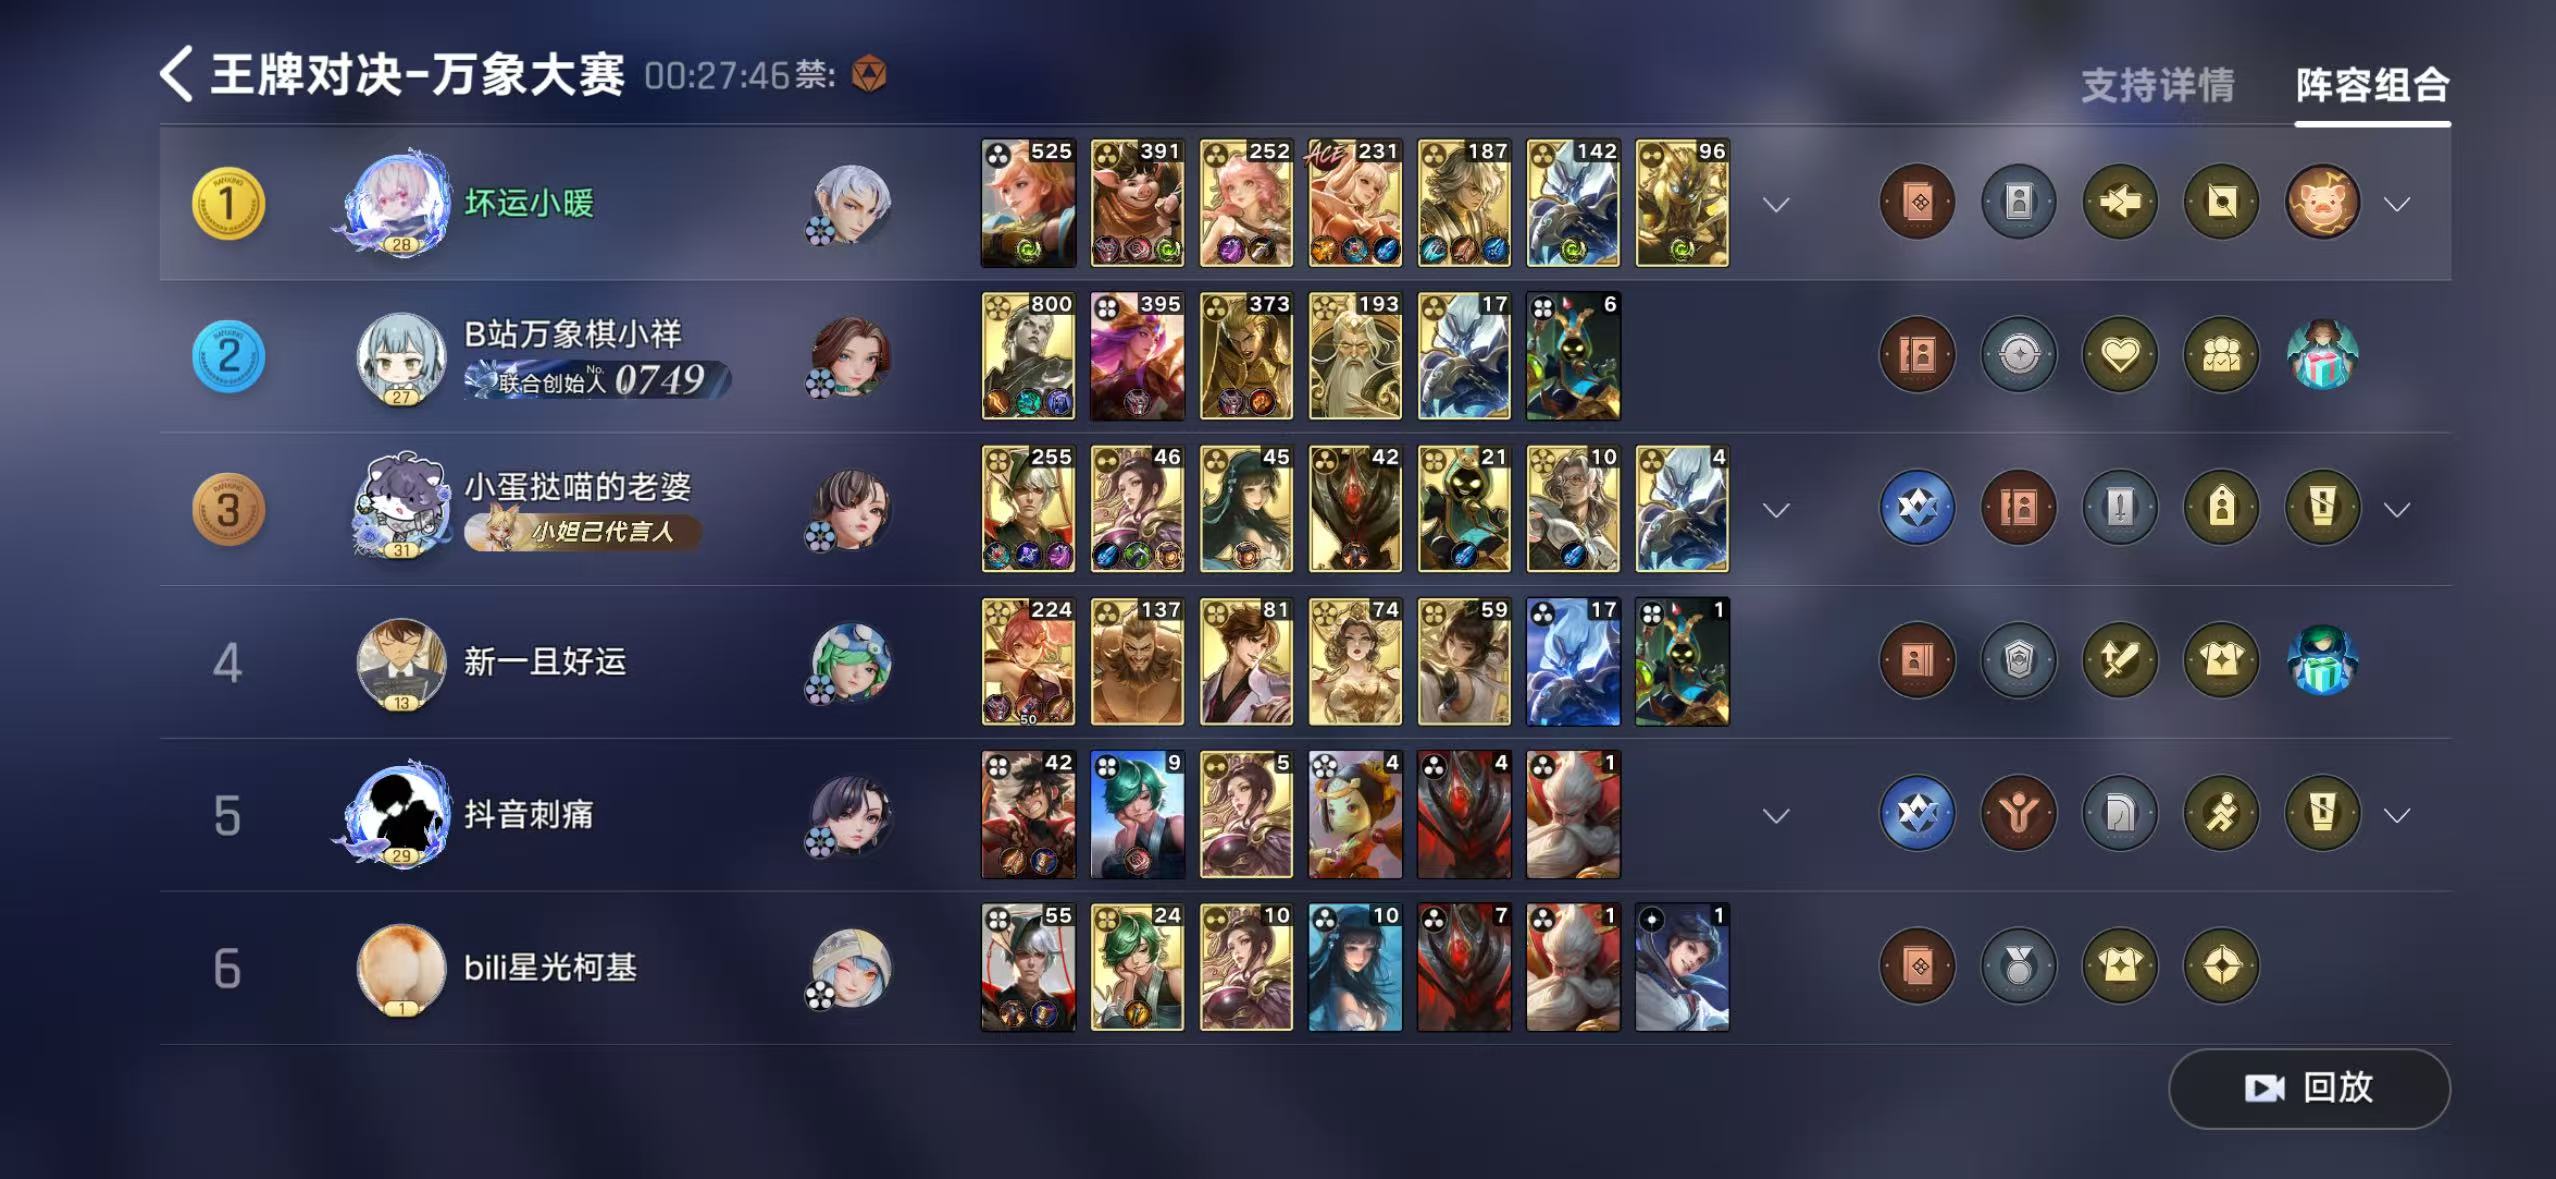 王牌对决-万象大赛 00:27:46 禁:
支持详情 阵容组合
RANKING 1 28 坏运小暖 525 391 252 ACE 231 187 142 96
RANKING 2 27 B站万象棋小祥 800 395 373 193 17 6
联合创始人 No. 0749
RANKING 3 31 小蛋挞喵的老婆 255 46 45 42 21 10 4
小妲己代言人
4 13 新一且好运 224 137 81 74 59 17 1
50
5 29 抖音刺痛 42 9 5 4 4 1
6 1 bili星光柯基 55 24 10 10 7 1 1
回放